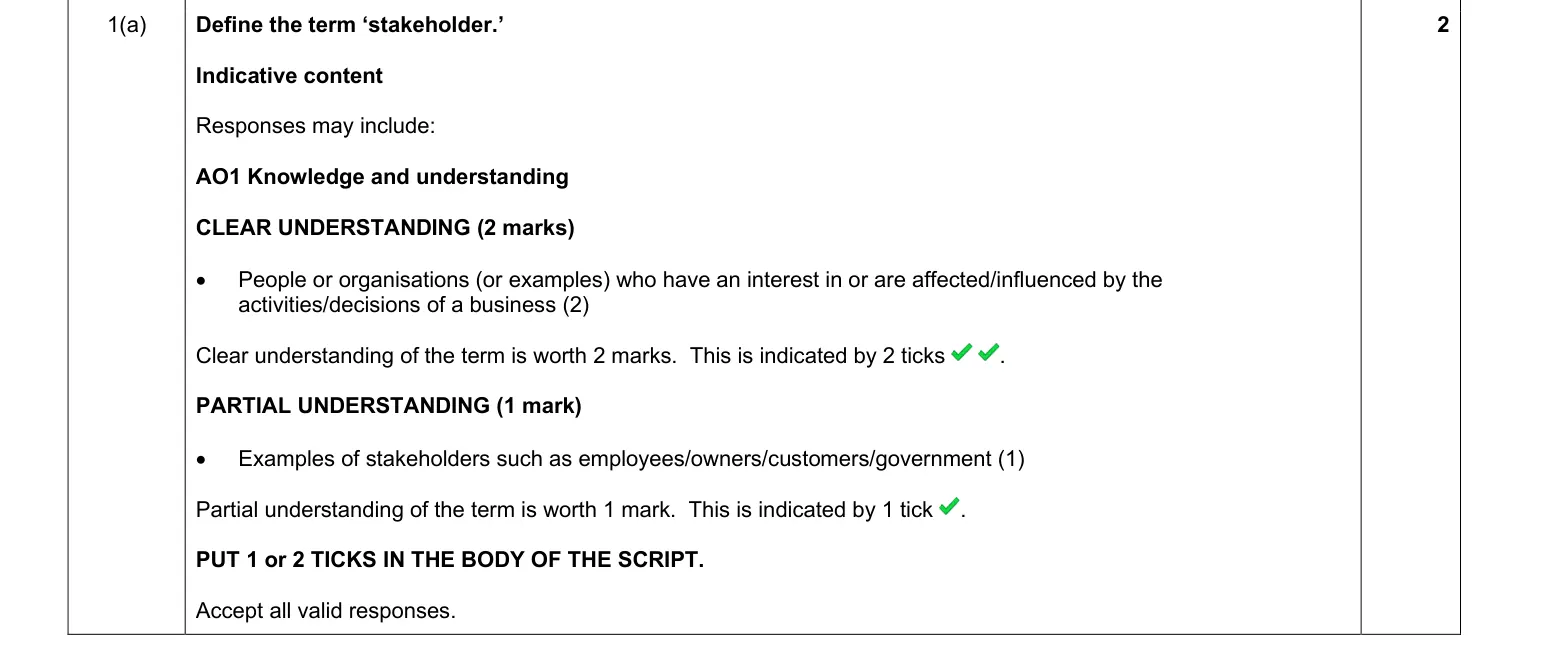 1(a) Define the term ‘stakeholder.’ 2
Indicative content
Responses may include:
AO1 Knowledge and understanding
CLEAR UNDERSTANDING (2 marks)
• People or organisations (or examples) who have an interest in or are affected/influenced by the
activities/decisions of a business (2)
Clear understanding of the term is worth 2 marks. This is indicated by 2 ticks ✓ ✓.
PARTIAL UNDERSTANDING (1 mark)
• Examples of stakeholders such as employees/owners/customers/government (1)
Partial understanding of the term is worth 1 mark. This is indicated by 1 tick ✓.
PUT 1 or 2 TICKS IN THE BODY OF THE SCRIPT.
Accept all valid responses.